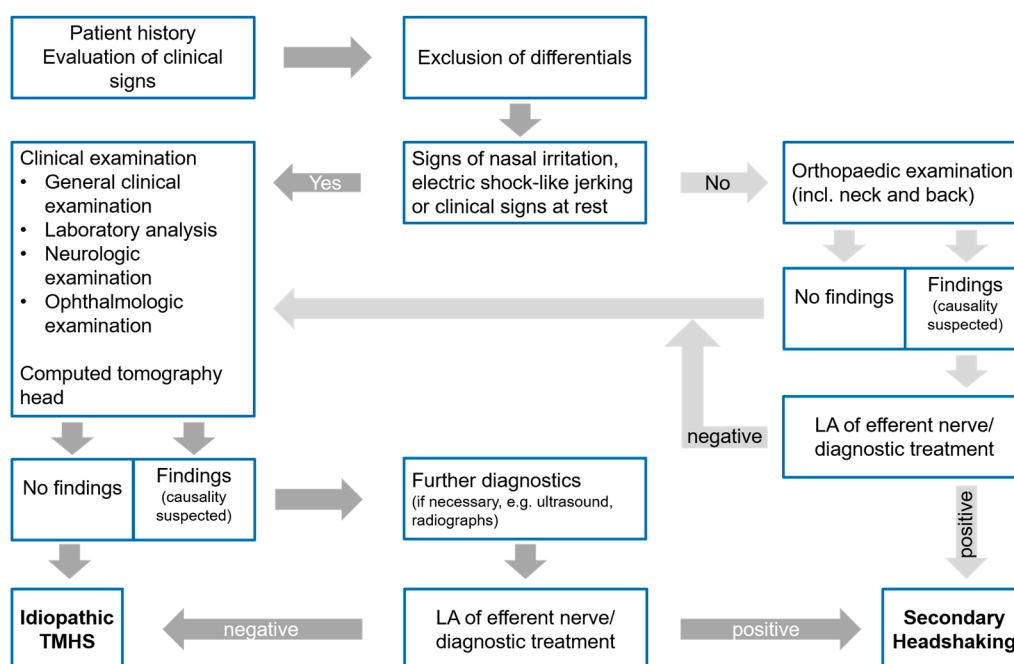 Patient history
Evaluation of clinical
signs
Exclusion of differentials
Clinical examination
• General clinical
examination
• Laboratory analysis
• Neurologic
examination
• Ophthalmologic
examination
Computed tomography
head
Yes
Signs of nasal irritation,
electric shock-like jerking
or clinical signs at rest
No
Orthopaedic examination
(incl. neck and back)
No findings
Findings
(causality
suspected)
negative
LA of efferent nerve/
diagnostic treatment
positive
No findings
Findings
(causality
suspected)
Further diagnostics
(if necessary, e.g. ultrasound,
radiographs)
Idiopathic
TMHS
negative
LA of efferent nerve/
diagnostic treatment
positive
Secondary
Headshaking